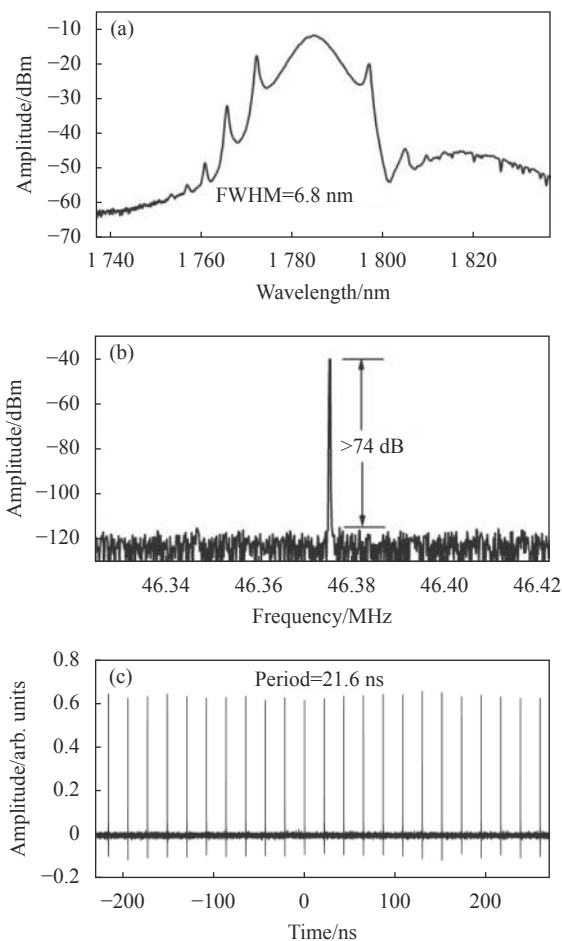 (a)
−10
−20
−30
−40
−50
−60
−70
Amplitude/dBm
FWHM=6.8 nm
1 740
1 760
1 780
1 800
1 820
Wavelength/nm
(b)
−40
−60
−80
−100
−120
Amplitude/dBm
>74 dB
46.34
46.36
46.38
46.40
46.42
Frequency/MHz
(c)
Period=21.6 ns
0.8
0.6
0.4
0.2
0
−0.2
Amplitude/arb. units
−200
−100
0
100
200
Time/ns